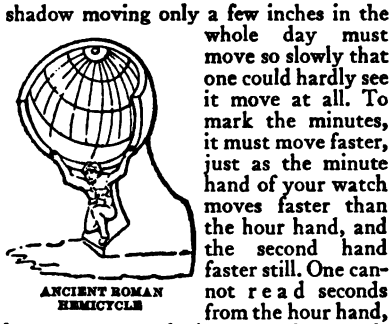 shadow moving only a few inches in the
whole day must
move so slowly that
one could hardly see
it move at all. To
mark the minutes,
it must move faster,
just as the minute
hand of your watch
moves faster than
the hour hand, and
the second hand
faster still. One can-
not read seconds
from the hour hand,
ANCIENT ROMAN
HEMICYCLE